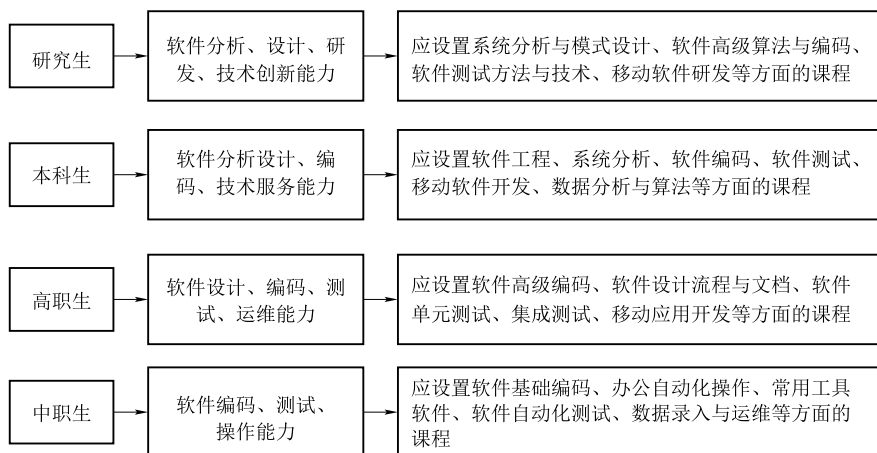 研究生
软件分析、设计、研
发、技术创新能力
应设置系统分析与模式设计、软件高级算法与编码、
软件测试方法与技术、移动软件研发等方面的课程
本科生
软件分析设计、编
码、技术服务能力
应设置软件工程、系统分析、软件编码、软件测试、
移动软件开发、数据分析与算法等方面的课程
高职生
软件设计、编码、测
试、运维能力
应设置软件高级编码、软件设计流程与文档、软件
单元测试、集成测试、移动应用开发等方面的课程
中职生
软件编码、测试、
操作能力
应设置软件基础编码、办公自动化操作、常用工具
软件、软件自动化测试、数据录入与运维等方面的
课程